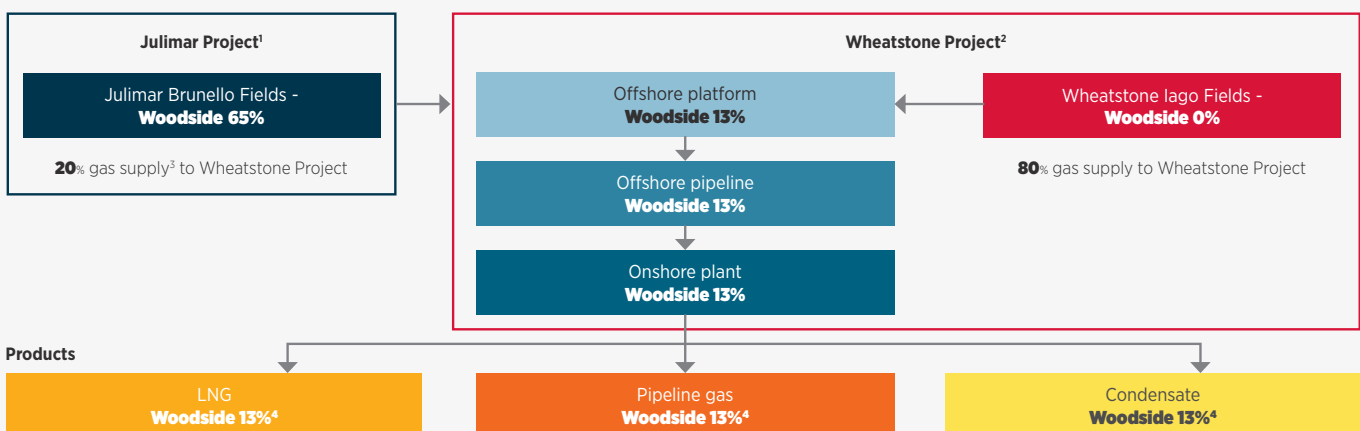 Julimar Project¹
Wheatstone Project²
Julimar Brunello Fields -
Woodside 65%
Offshore platform
Woodside 13%
Wheatstone Iago Fields -
Woodside 0%
20% gas supply³ to Wheatstone Project
80% gas supply to Wheatstone Project
Offshore pipeline
Woodside 13%
Onshore plant
Woodside 13%
Products
LNG
Woodside 13%⁴
Pipeline gas
Woodside 13%⁴
Condensate
Woodside 13%⁴